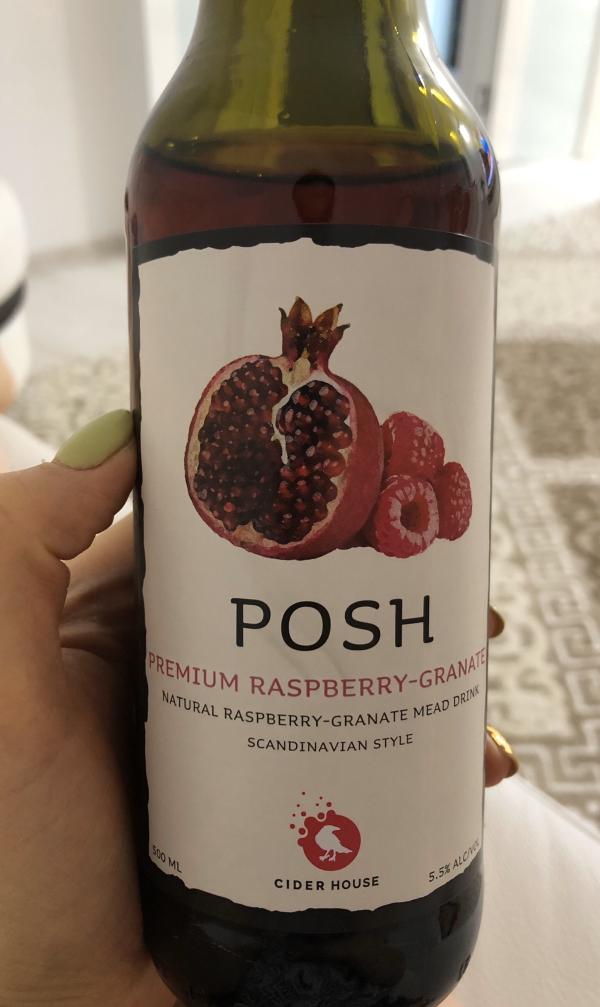 POSH
PREMIUM RASPBERRY-GRANATE
NATURAL RASPBERRY-GRANATE MEAD DRINK
SCANDINAVIAN STYLE
500 ML
CIDER HOUSE
5.5% ALC/VOL